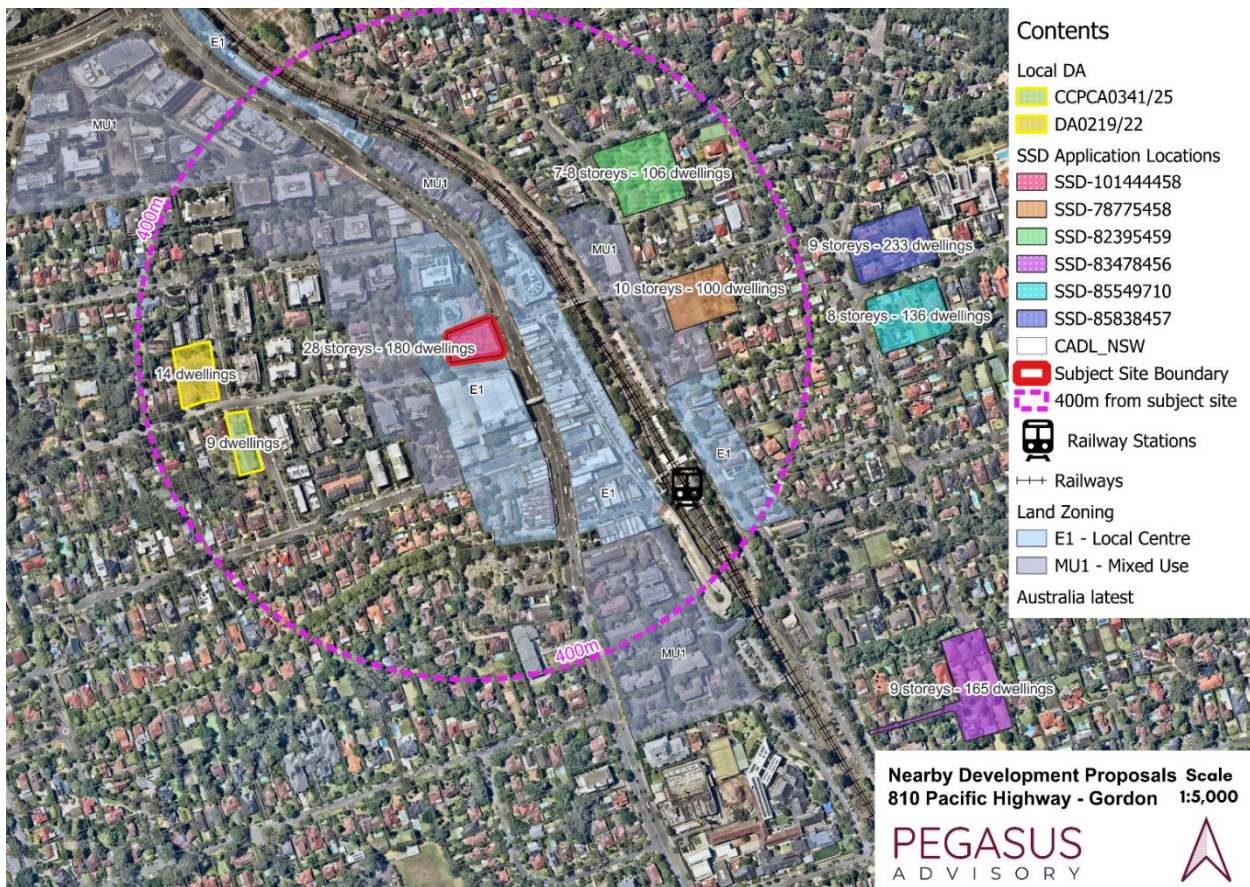 E1
MU1
MU1
400m
7-8 storeys - 106 dwellings
MU1
9 storeys - 233 dwellings
10 storeys - 100 dwellings
8 storeys - 136 dwellings
28 storeys - 180 dwellings
14 dwellings
E1
9 dwellings
E1
E1
400m
MU1
9 storeys - 165 dwellings
Contents
Local DA
CCPCA0341/25
DA0219/22
SSD Application Locations
SSD-101444458
SSD-78775458
SSD-82395459
SSD-83478456
SSD-85549710
SSD-85838457
CADL_NSW
Subject Site Boundary
400m from subject site
Railway Stations
Railways
Land Zoning
E1 - Local Centre
MU1 - Mixed Use
Australia latest
Nearby Development Proposals Scale
810 Pacific Highway - Gordon 1:5,000
PEGASUS
ADVISORY